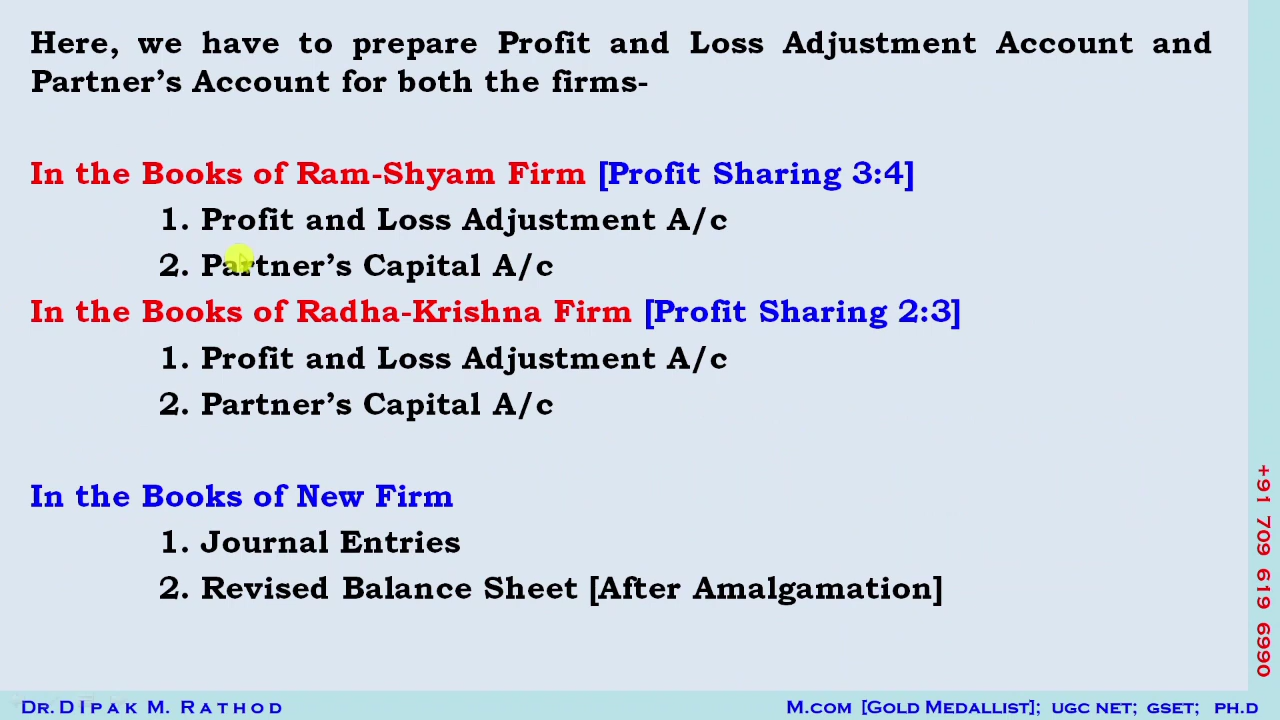 Here, we have to prepare Profit and Loss Adjustment Account and
Partner’s Account for both the firms-
In the Books of Ram-Shyam Firm [Profit Sharing 3:4]
1. Profit and Loss Adjustment A/c
2. Partner’s Capital A/c
In the Books of Radha-Krishna Firm [Profit Sharing 2:3]
1. Profit and Loss Adjustment A/c
2. Partner’s Capital A/c
In the Books of New Firm
1. Journal Entries
2. Revised Balance Sheet [After Amalgamation]
+91 709 619 6990
DR. DIPAK M. RATHOD
M.COM [GOLD MEDALLIST]; UGC NET; GSET; PH.D